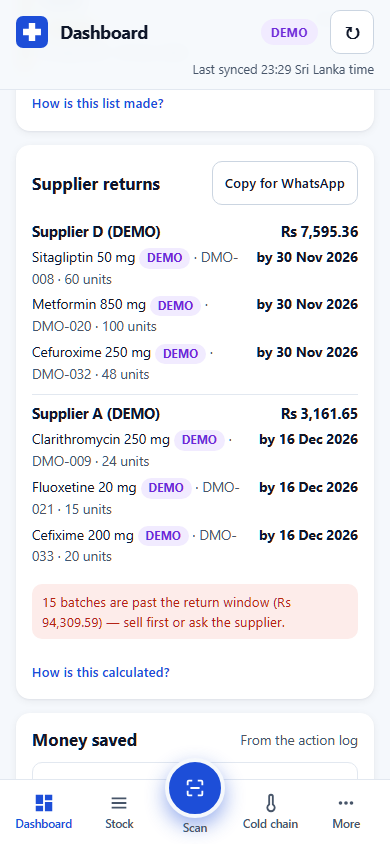 Dashboard
DEMO
Last synced 23:29 Sri Lanka time
How is this list made?
Supplier returns
Copy for WhatsApp
Supplier D (DEMO) Rs 7,595.36
Sitagliptin 50 mg DEMO · DMO- by 30 Nov 2026
008 · 60 units
Metformin 850 mg DEMO · by 30 Nov 2026
DMO-020 · 100 units
Cefuroxime 250 mg DEMO · by 30 Nov 2026
DMO-032 · 48 units
Supplier A (DEMO) Rs 3,161.65
Clarithromycin 250 mg DEMO · by 16 Dec 2026
DMO-009 · 24 units
Fluoxetine 20 mg DEMO · DMO- by 16 Dec 2026
021 · 15 units
Cefixime 200 mg DEMO · DMO- by 16 Dec 2026
033 · 20 units
15 batches are past the return window (Rs
94,309.59) — sell first or ask the supplier.
How is this calculated?
Money saved From the action log
Dashboard
Stock
Scan
Cold chain
More